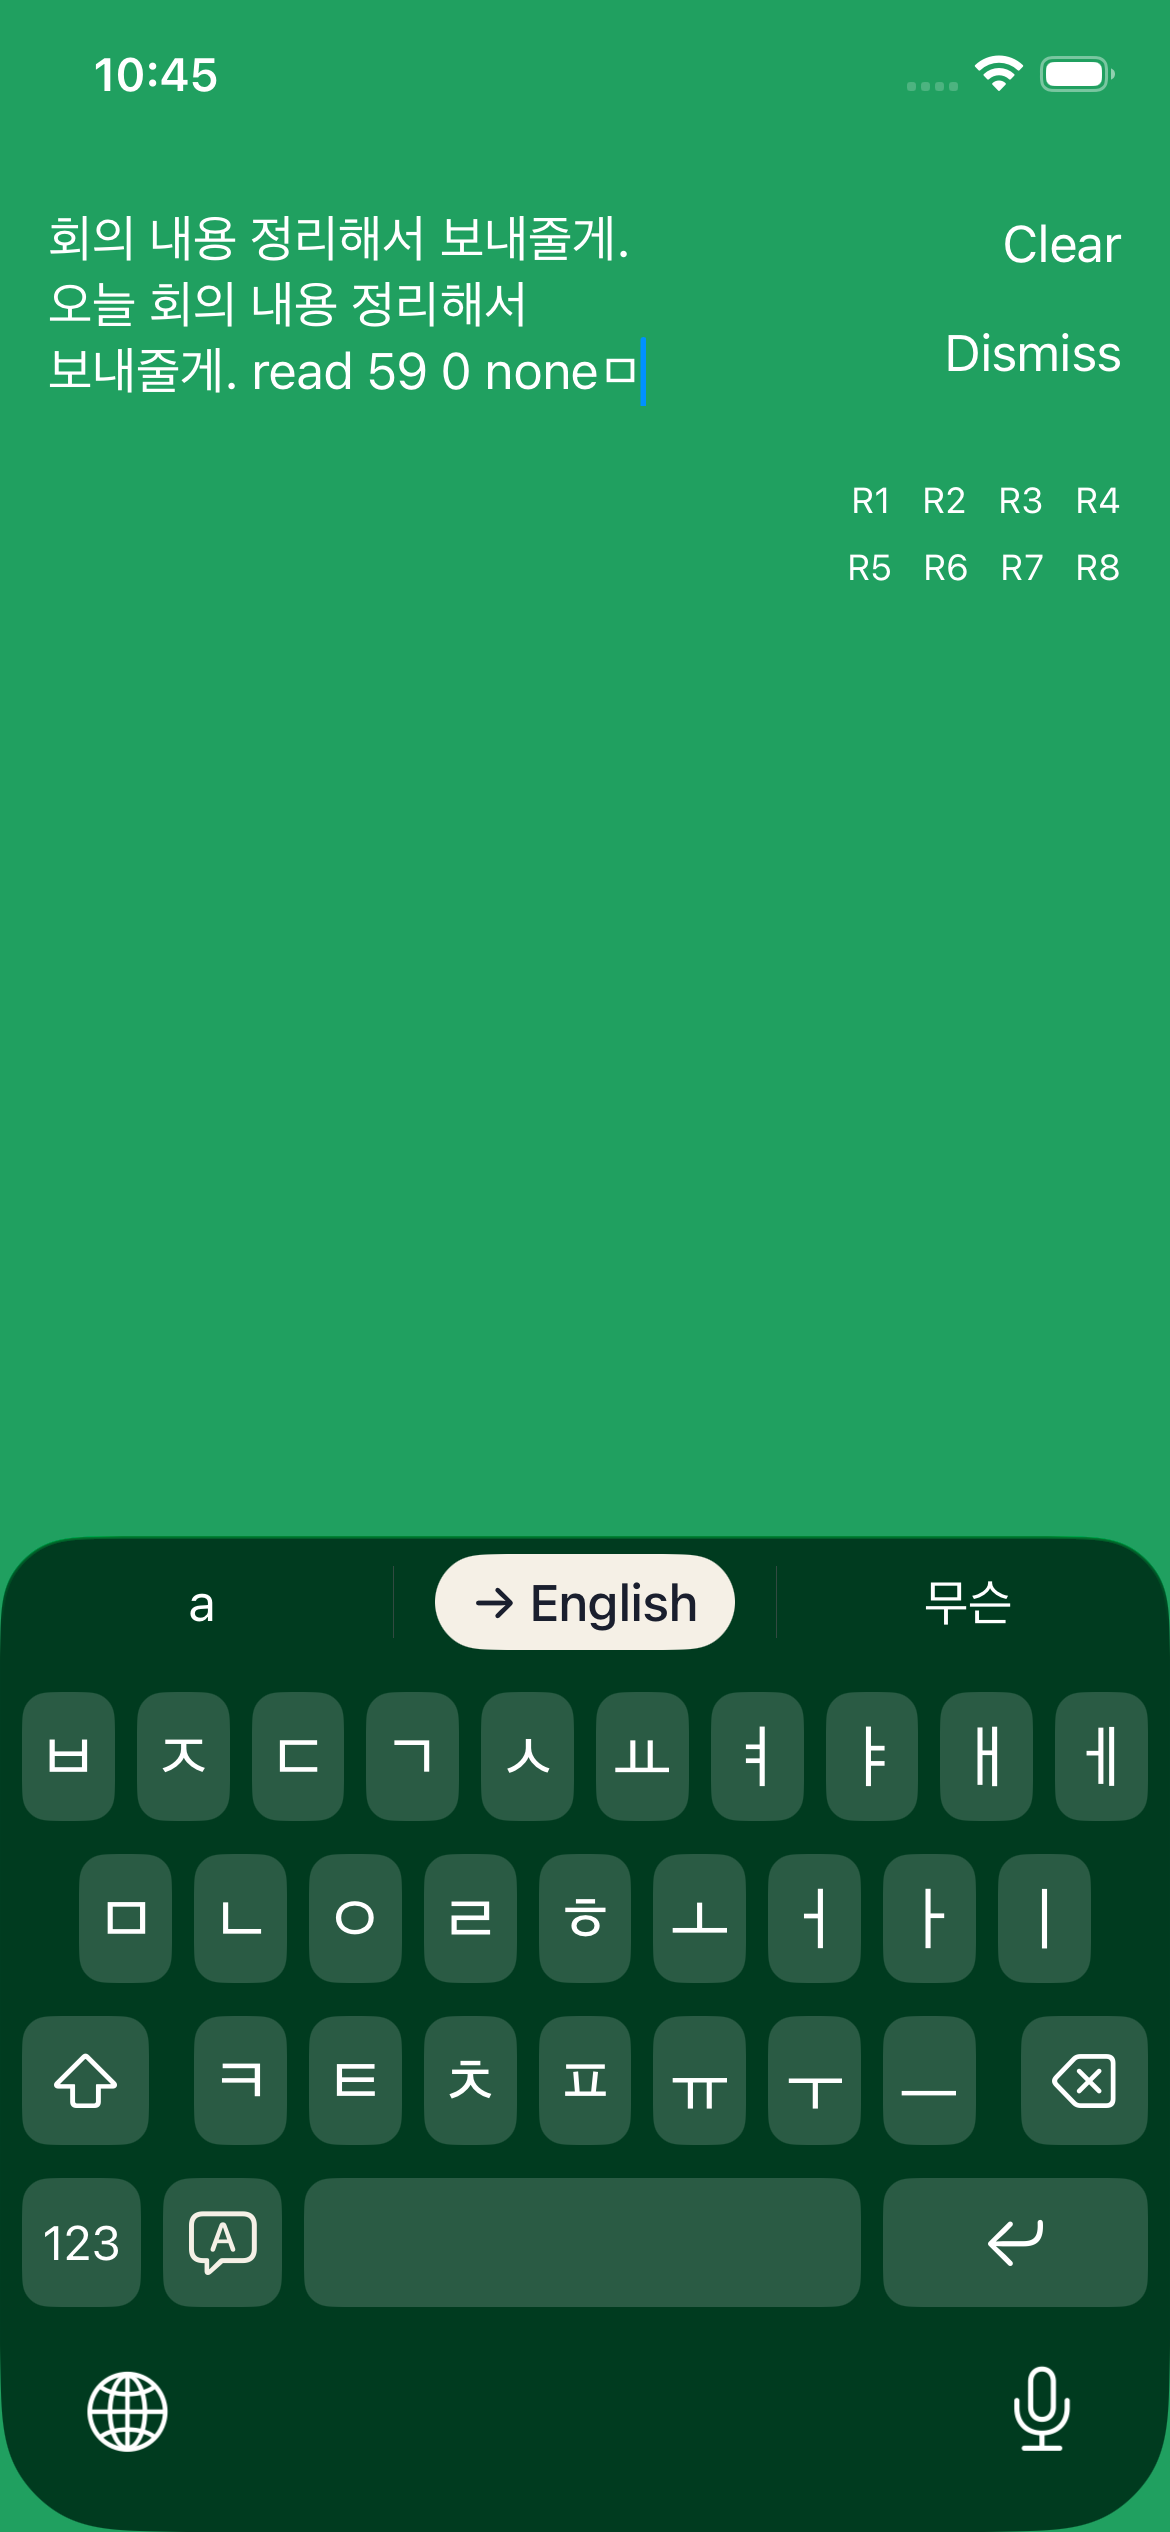 10:45
회의 내용 정리해서 보내줄게.
오늘 회의 내용 정리해서
보내줄게. read 59 0 noneㅁ
Clear
Dismiss
R1 R2 R3 R4
R5 R6 R7 R8
a → English 무슨
ㅂ ㅈ ㄷ ㄱ ㅅ ㅛ ㅕ ㅑ ㅐ ㅔ
ㅁ ㄴ ㅇ ㄹ ㅎ ㅗ ㅓ ㅏ ㅣ
ㅋ ㅌ ㅊ ㅍ ㅠ ㅜ ㅡ
123 A